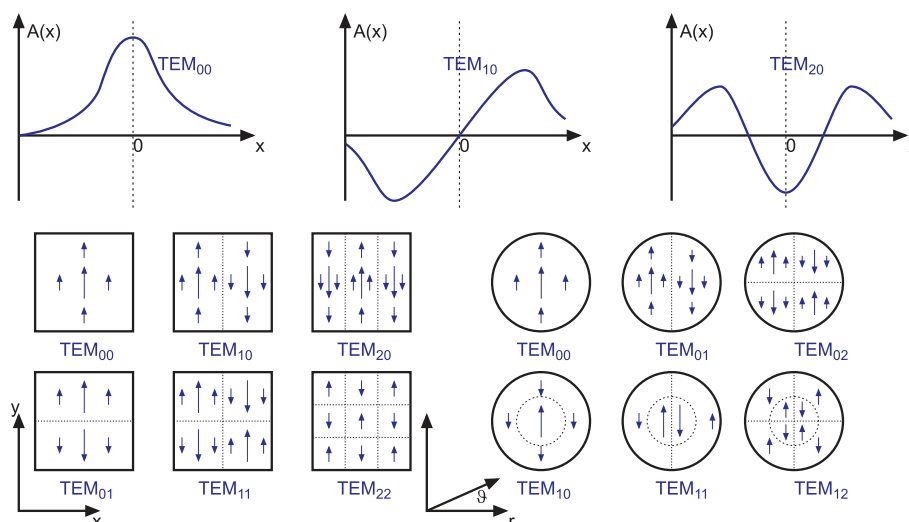 A(x) A(x) A(x)
TEM₀₀ TEM₁₀ TEM₂₀
0 x 0 x 0
TEM₀₀ TEM₁₀ TEM₂₀ TEM₀₀ TEM₀₁ TEM₀₂
y
TEM₀₁ TEM₁₁ TEM₂₂ ϑ TEM₁₀ TEM₁₁ TEM₁₂
x r